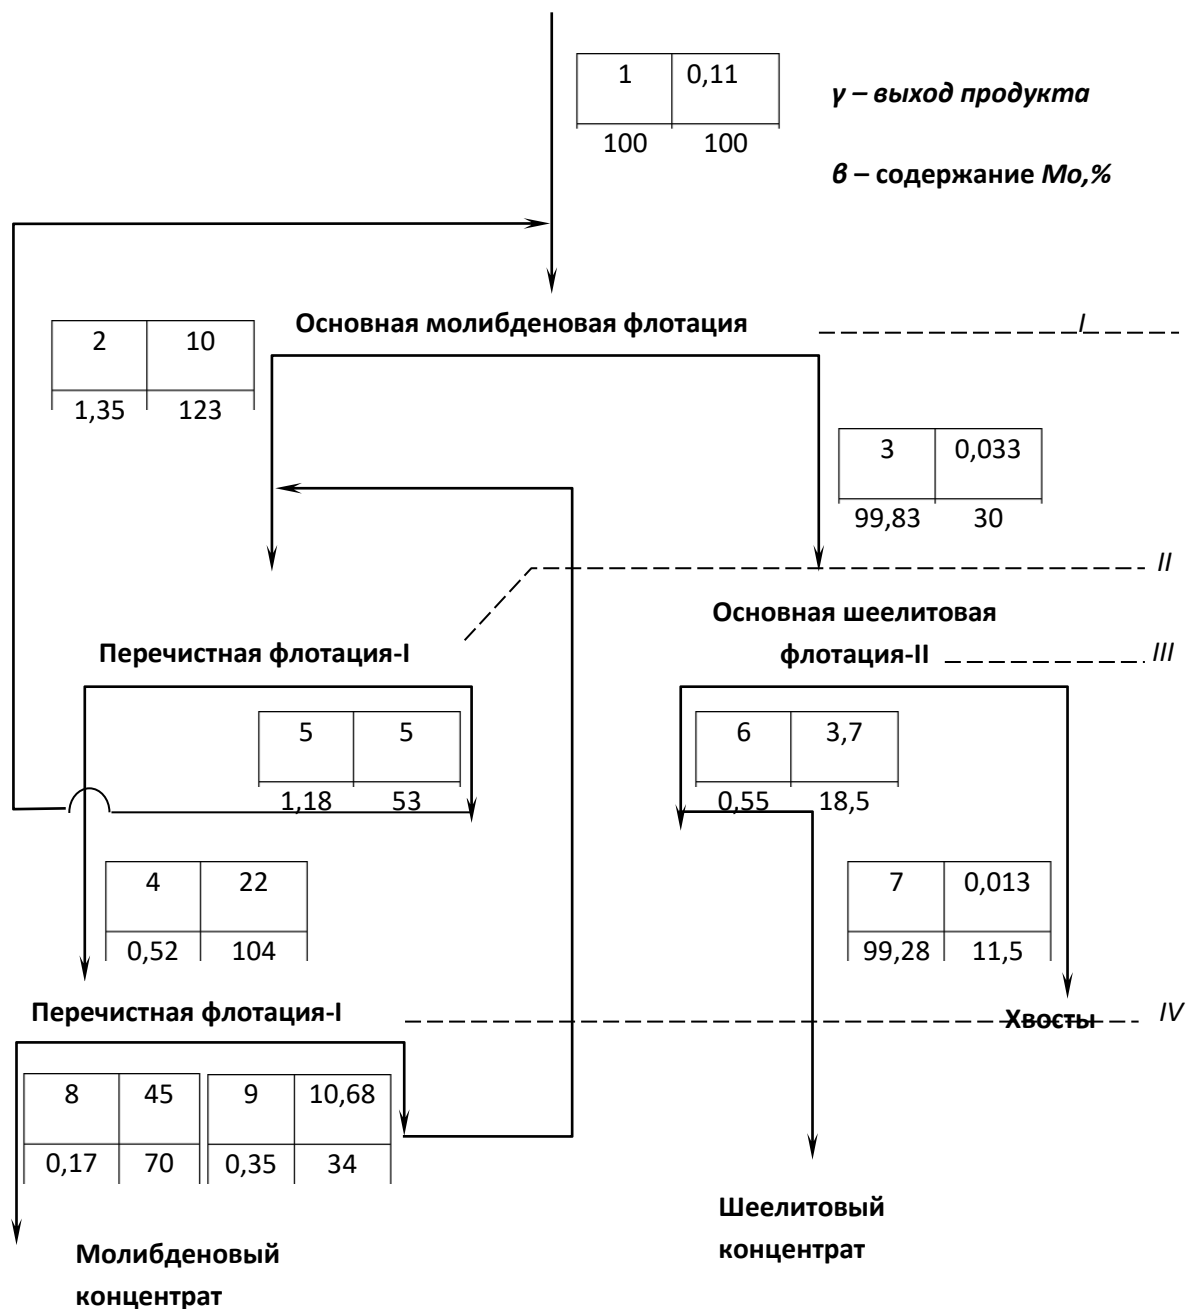 1 0,11
γ – выход продукта
100 100
в – содержание Mo,%
Основная молибденовая флотация
I
2 10
1,35 123
3 0,033
99,83 30
II
Основная шеелитовая
флотация-II
III
Перечистная флотация-I
5 5
1,18 53
6 3,7
0,55 18,5
4 22
0,52 104
7 0,013
99,28 11,5
Перечистная флотация-I
Хвосты
IV
8 45
0,17 70
9 10,68
0,35 34
Шеелитовый
концентрат
Молибденовый
концентрат